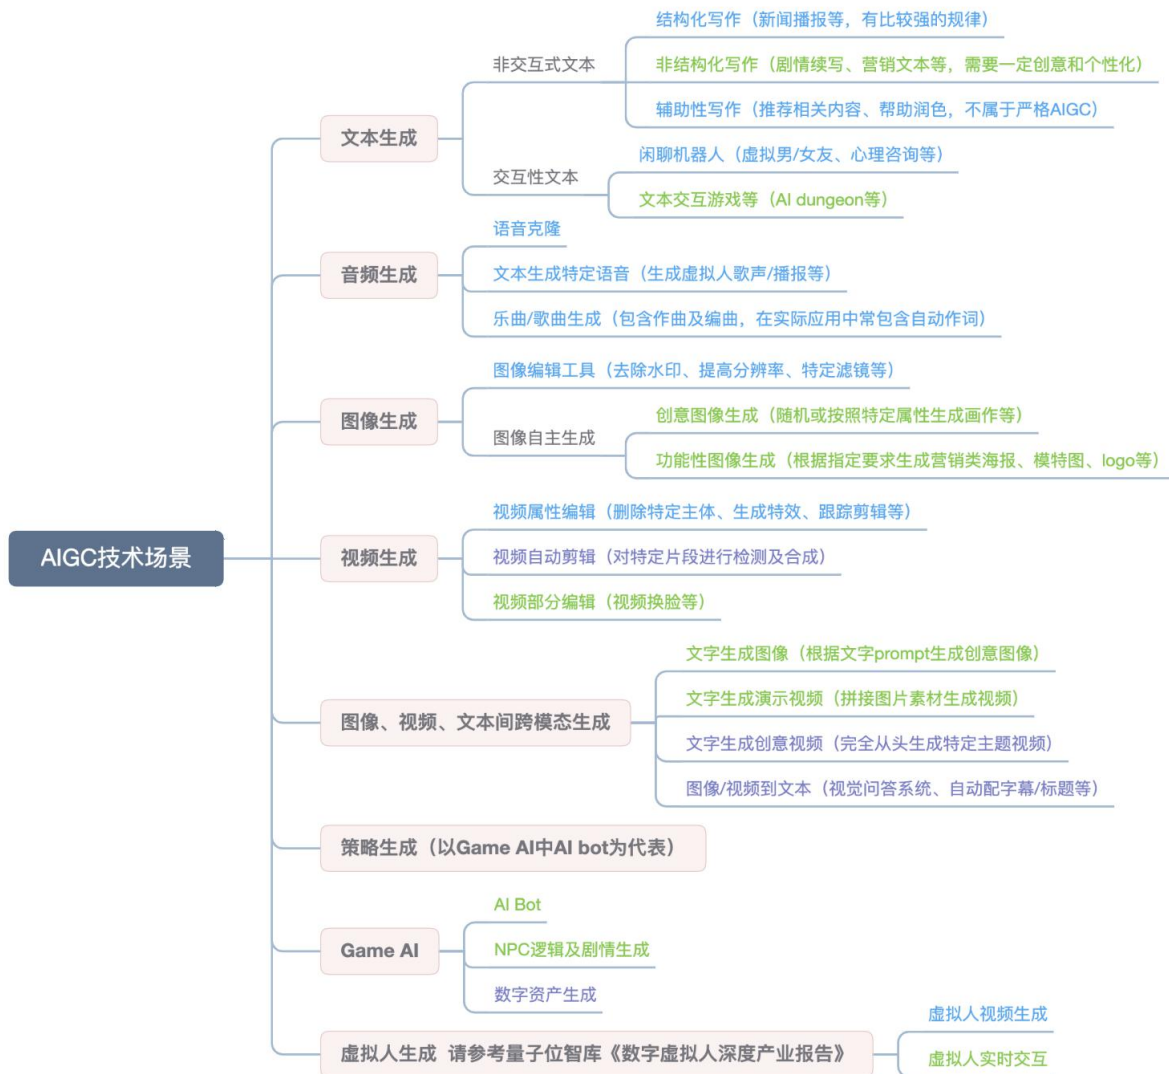 AIGC技术场景
文本生成
非交互式文本
结构化写作（新闻播报等，有比较强的规律）
非结构化写作（剧情续写、营销文本等，需要一定创意和个性化）
辅助性写作（推荐相关内容、帮助润色，不属于严格AIGC）
交互性文本
闲聊机器人（虚拟男/女友、心理咨询等）
文本交互游戏等（AI dungeon等）
音频生成
语音克隆
文本生成特定语音（生成虚拟人歌声/播报等）
乐曲/歌曲生成（包含作曲及编曲，在实际应用中常包含自动作词）
图像生成
图像编辑工具（去除水印、提高分辨率、特定滤镜等）
图像自主生成
创意图像生成（随机或按照特定属性生成画作等）
功能性图像生成（根据指定要求生成营销类海报、模特图、logo等）
视频生成
视频属性编辑（删除特定主体、生成特效、跟踪剪辑等）
视频自动剪辑（对特定片段进行检测及合成）
视频部分编辑（视频换脸等）
图像、视频、文本间跨模态生成
文字生成图像（根据文字prompt生成创意图像）
文字生成演示视频（拼接图片素材生成视频）
文字生成创意视频（完全从头生成特定主题视频）
图像/视频到文本（视觉问答系统、自动配字幕/标题等）
策略生成（以Game AI中AI bot为代表）
Game AI
AI Bot
NPC逻辑及剧情生成
数字资产生成
虚拟人生成 请参考量子位智库《数字虚拟人深度产业报告》
虚拟人视频生成
虚拟人实时交互